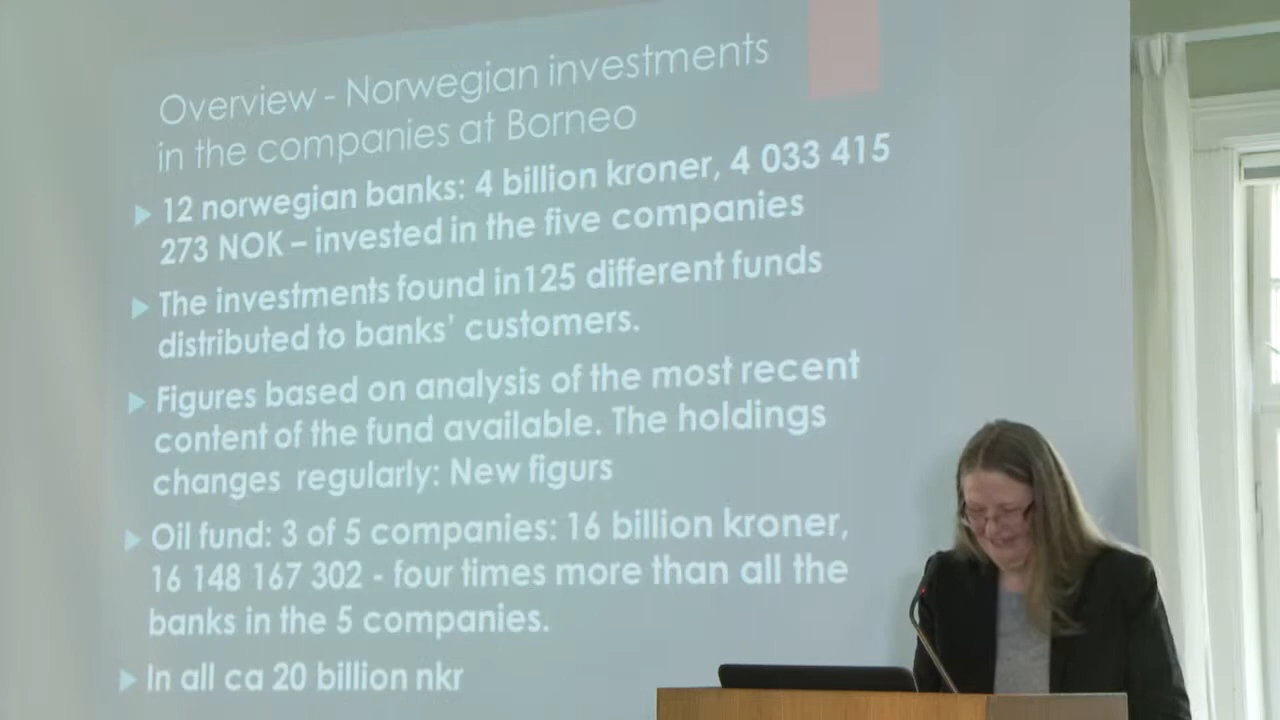 Overview - Norwegian investments
in the companies at Borneo
12 norwegian banks: 4 billion kroner, 4 033 415
273 NOK – invested in the five companies
The investments found in125 different funds
distributed to banks' customers.
Figures based on analysis of the most recent
content of the fund available. The holdings
changes regularly: New figurs
Oil fund: 3 of 5 companies: 16 billion kroner,
16 148 167 302 - four times more than all the
banks in the 5 companies.
In all ca 20 billion nkr